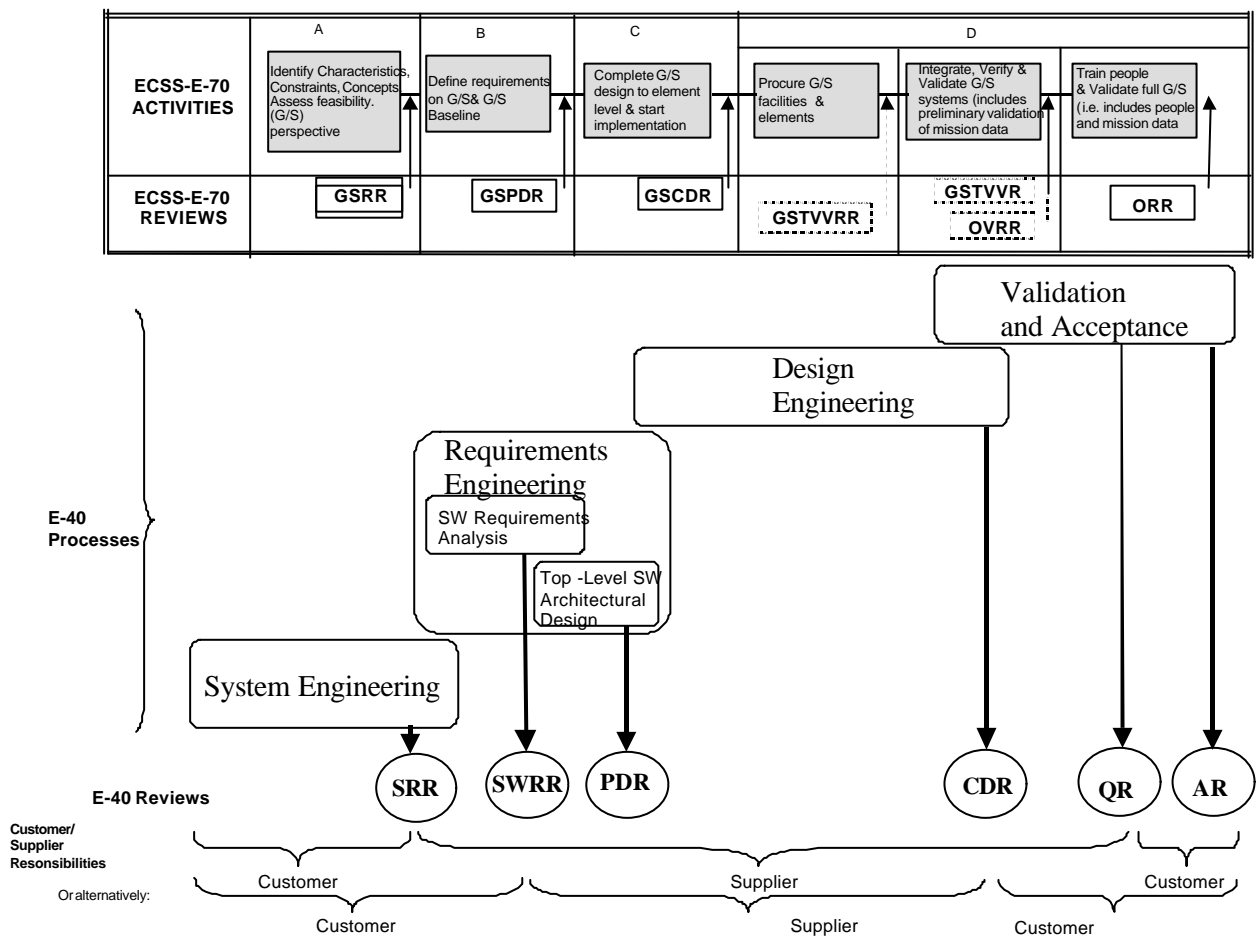 A
B
C
D
ECSS-E-70
ACTIVITIES
Identify Characteristics,
Constraints, Concepts
Assess feasibility.
(G/S)
perspective
Define requirements
on G/S& G/S
Baseline
Complete G/S
design to element
level & start
implementation
Procure G/S
facilities &
elements
Integrate, Verify &
Validate G/S
systems (includes
preliminary validation
of mission data
Train people
& Validate full G/S
(i.e. includes people
and mission data
ECSS-E-70
REVIEWS
GSRR
GSPDR
GSCDR
GSTVVRR
GSTVVR
OVRR
ORR
Validation
and Acceptance
Design
Engineering
Requirements
Engineering
SW Requirements
Analysis
Top -Level SW
Architectural
Design
E-40
Processes
System Engineering
E-40 Reviews
SRR
SWRR
PDR
CDR
QR
AR
Customer/
Supplier
Resonsibilities
Customer
Supplier
Customer
Or alternatively:
Customer
Supplier
Customer